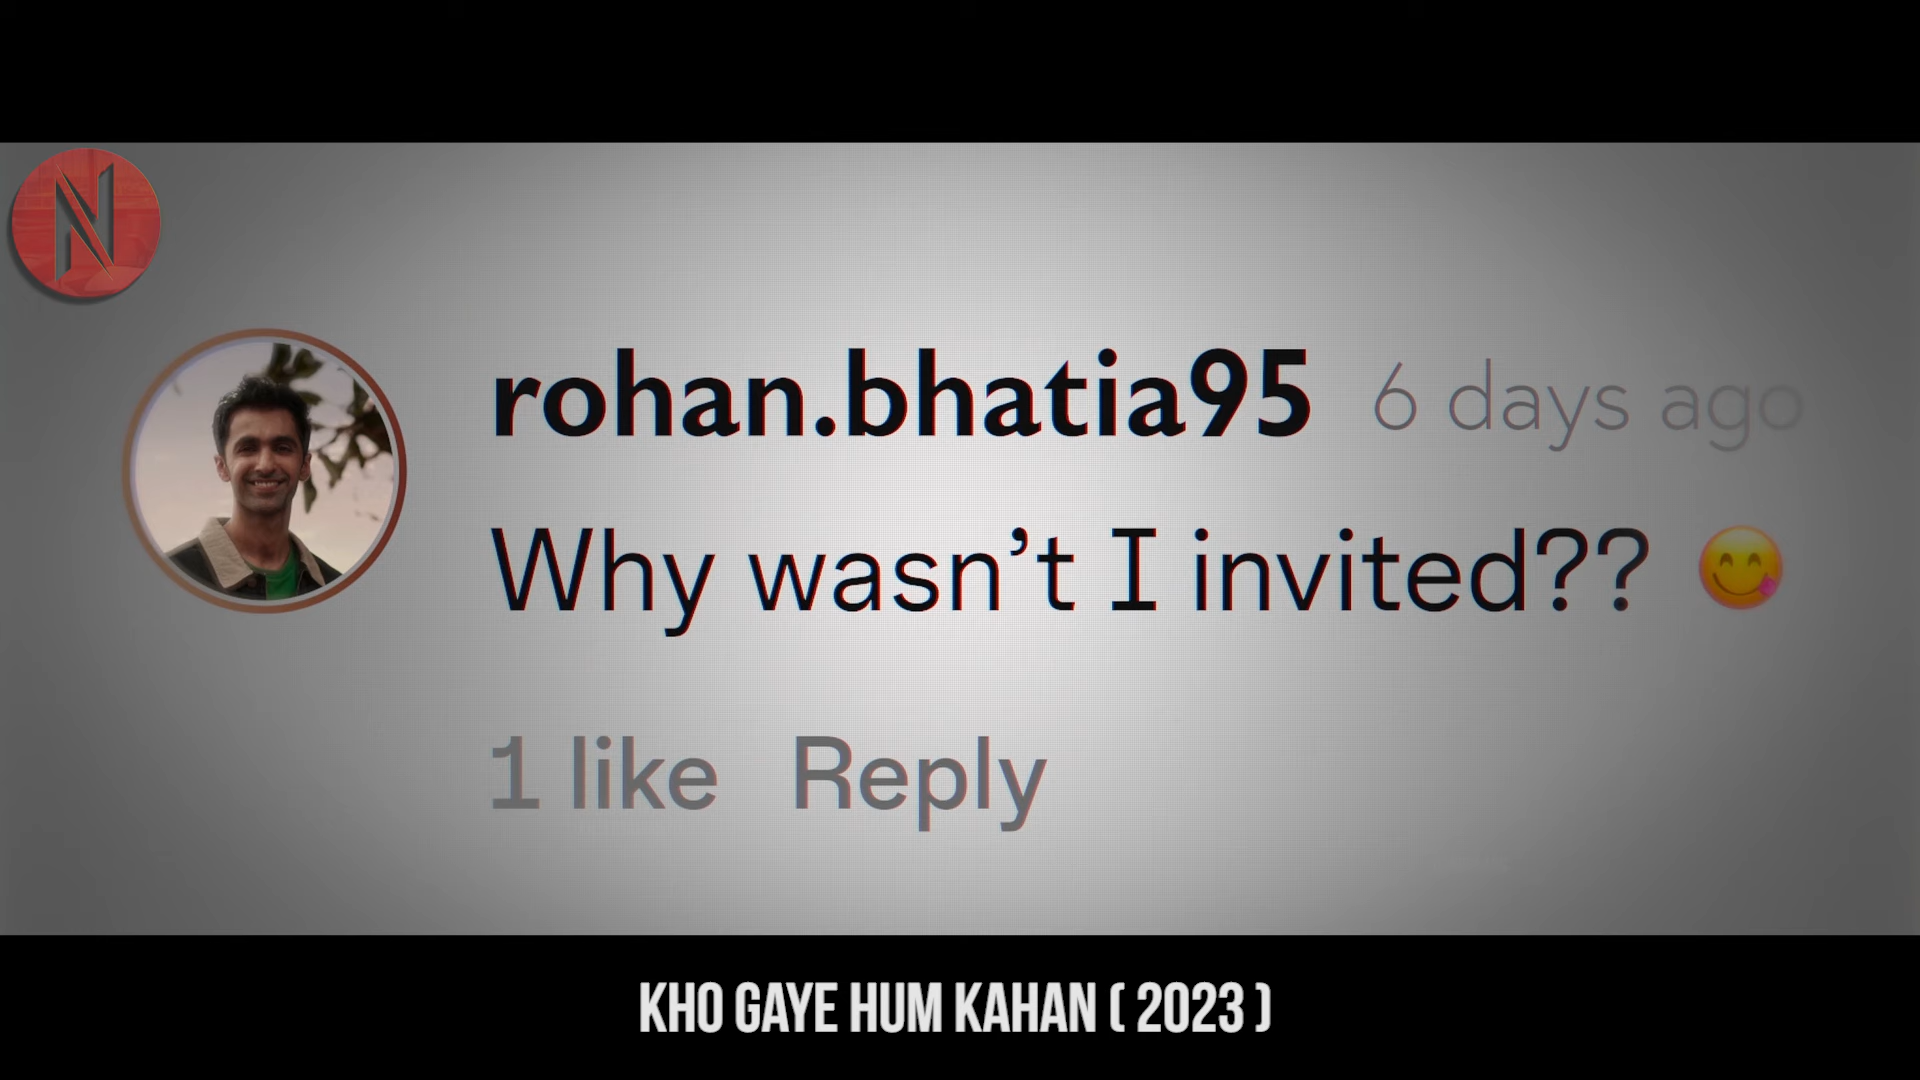 N
rohan.bhatia95 6 days ago
Why wasn’t I invited?? 😋
1 like Reply
KHO GAYE HUM KAHAN ( 2023 )